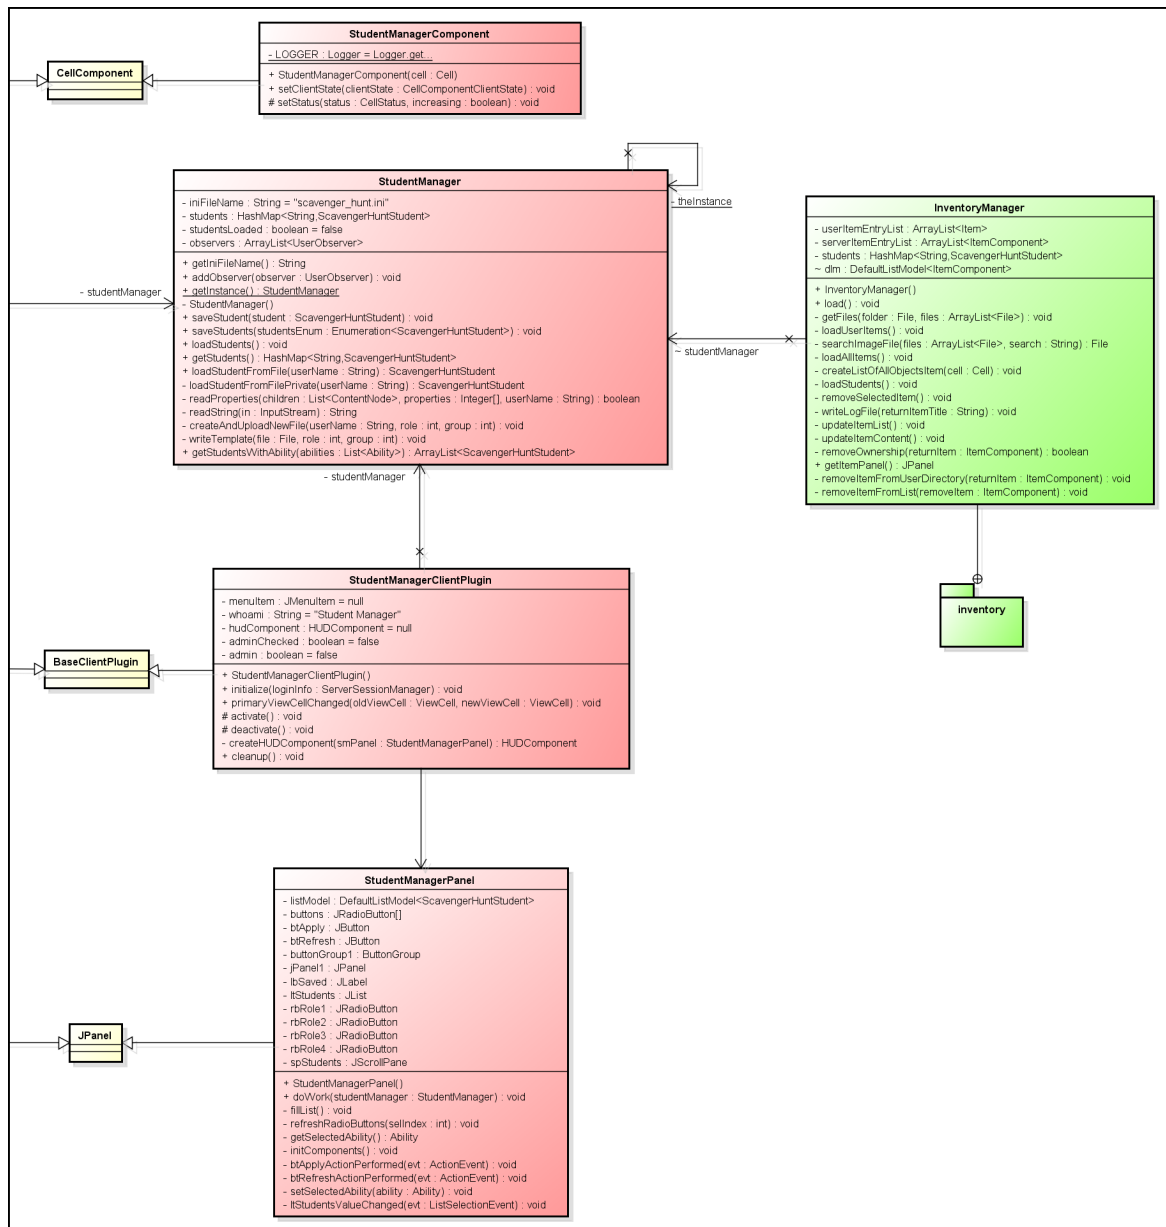 StudentManagerComponent
- LOGGER : Logger = Logger.get...
+ StudentManagerComponent(cell : Cell)
+ setClientState(clientState : CellComponentClientState) : void
# setStatus(status : CellStatus, increasing : boolean) : void
CellComponent
StudentManager
- iniFileName : String = "scavenger_hunt.ini"
- students : HashMap<String,ScavengerHuntStudent>
- studentsLoaded : boolean = false
- observers : ArrayList<UserObserver>
+ getIniFileName() : String
+ addObserver(observer : UserObserver) : void
+ getInstance() : StudentManager
- StudentManager()
+ saveStudent(student : ScavengerHuntStudent) : void
+ saveStudents(studentsEnum : Enumeration<ScavengerHuntStudent>) : void
+ loadStudents() : void
+ getStudents() : HashMap<String,ScavengerHuntStudent>
+ loadStudentFromFile(userName : String) : ScavengerHuntStudent
- loadStudentFromFilePrivate(userName : String) : ScavengerHuntStudent
- readProperties(children : List<ContentNode>, properties : Integer[], userName : String) : boolean
- readString(in : InputStream) : String
- createAndUploadNewFile(userName : String, role : int, group : int) : void
- writeTemplate(file : File, role : int, group : int) : void
+ getStudentsWithAbility(abilities : List<Ability>) : ArrayList<ScavengerHuntStudent>
- theInstance
- studentManager
~ studentManager
- studentManager
InventoryManager
- userItemEntryList : ArrayList<Item>
- serverItemEntryList : ArrayList<ItemComponent>
- students : HashMap<String,ScavengerHuntStudent>
~ dlm : DefaultListModel<ItemComponent>
+ InventoryManager()
+ load() : void
- getFiles(folder : File, files : ArrayList<File>) : void
- loadUserItems() : void
- searchImageFile(files : ArrayList<File>, search : String) : File
- loadAllItems() : void
- createListOfAllObjectsItem(cell : Cell) : void
- loadStudents() : void
- removeSelectedItem() : void
- writeLogFile(returnItemTitle : String) : void
- updateItemList() : void
- updateItemContent() : void
- removeOwnership(returnItem : ItemComponent) : boolean
+ getItemPanel() : JPanel
- removeItemFromUserDirectory(returnItem : ItemComponent) : void
- removeItemFromList(removeItem : ItemComponent) : void
inventory
StudentManagerClientPlugin
- menuItem : JMenuItem = null
- whoami : String = "Student Manager"
- hudComponent : HUDComponent = null
- adminChecked : boolean = false
- admin : boolean = false
+ StudentManagerClientPlugin()
+ initialize(loginInfo : ServerSessionManager) : void
+ primaryViewCellChanged(oldViewCell : ViewCell, newViewCell : ViewCell) : void
# activate() : void
# deactivate() : void
- createHUDComponent(smPanel : StudentManagerPanel) : HUDComponent
+ cleanup() : void
BaseClientPlugin
StudentManagerPanel
- listModel : DefaultListModel<ScavengerHuntStudent>
- buttons : JRadioButton[]
- btApply : JButton
- btRefresh : JButton
- buttonGroup1 : ButtonGroup
- jPanel1 : JPanel
- lbSaved : JLabel
- ltStudents : JList
- rbRole1 : JRadioButton
- rbRole2 : JRadioButton
- rbRole3 : JRadioButton
- rbRole4 : JRadioButton
- spStudents : JScrollPane
+ StudentManagerPanel()
+ doWork(studentManager : StudentManager) : void
- fillList() : void
- refreshRadioButtons(selIndex : int) : void
- getSelectedAbility() : Ability
- initComponents() : void
- btApplyActionPerformed(evt : ActionEvent) : void
- btRefreshActionPerformed(evt : ActionEvent) : void
- setSelectedAbility(ability : Ability) : void
- ltStudentsValueChanged(evt : ListSelectionEvent) : void
JPanel